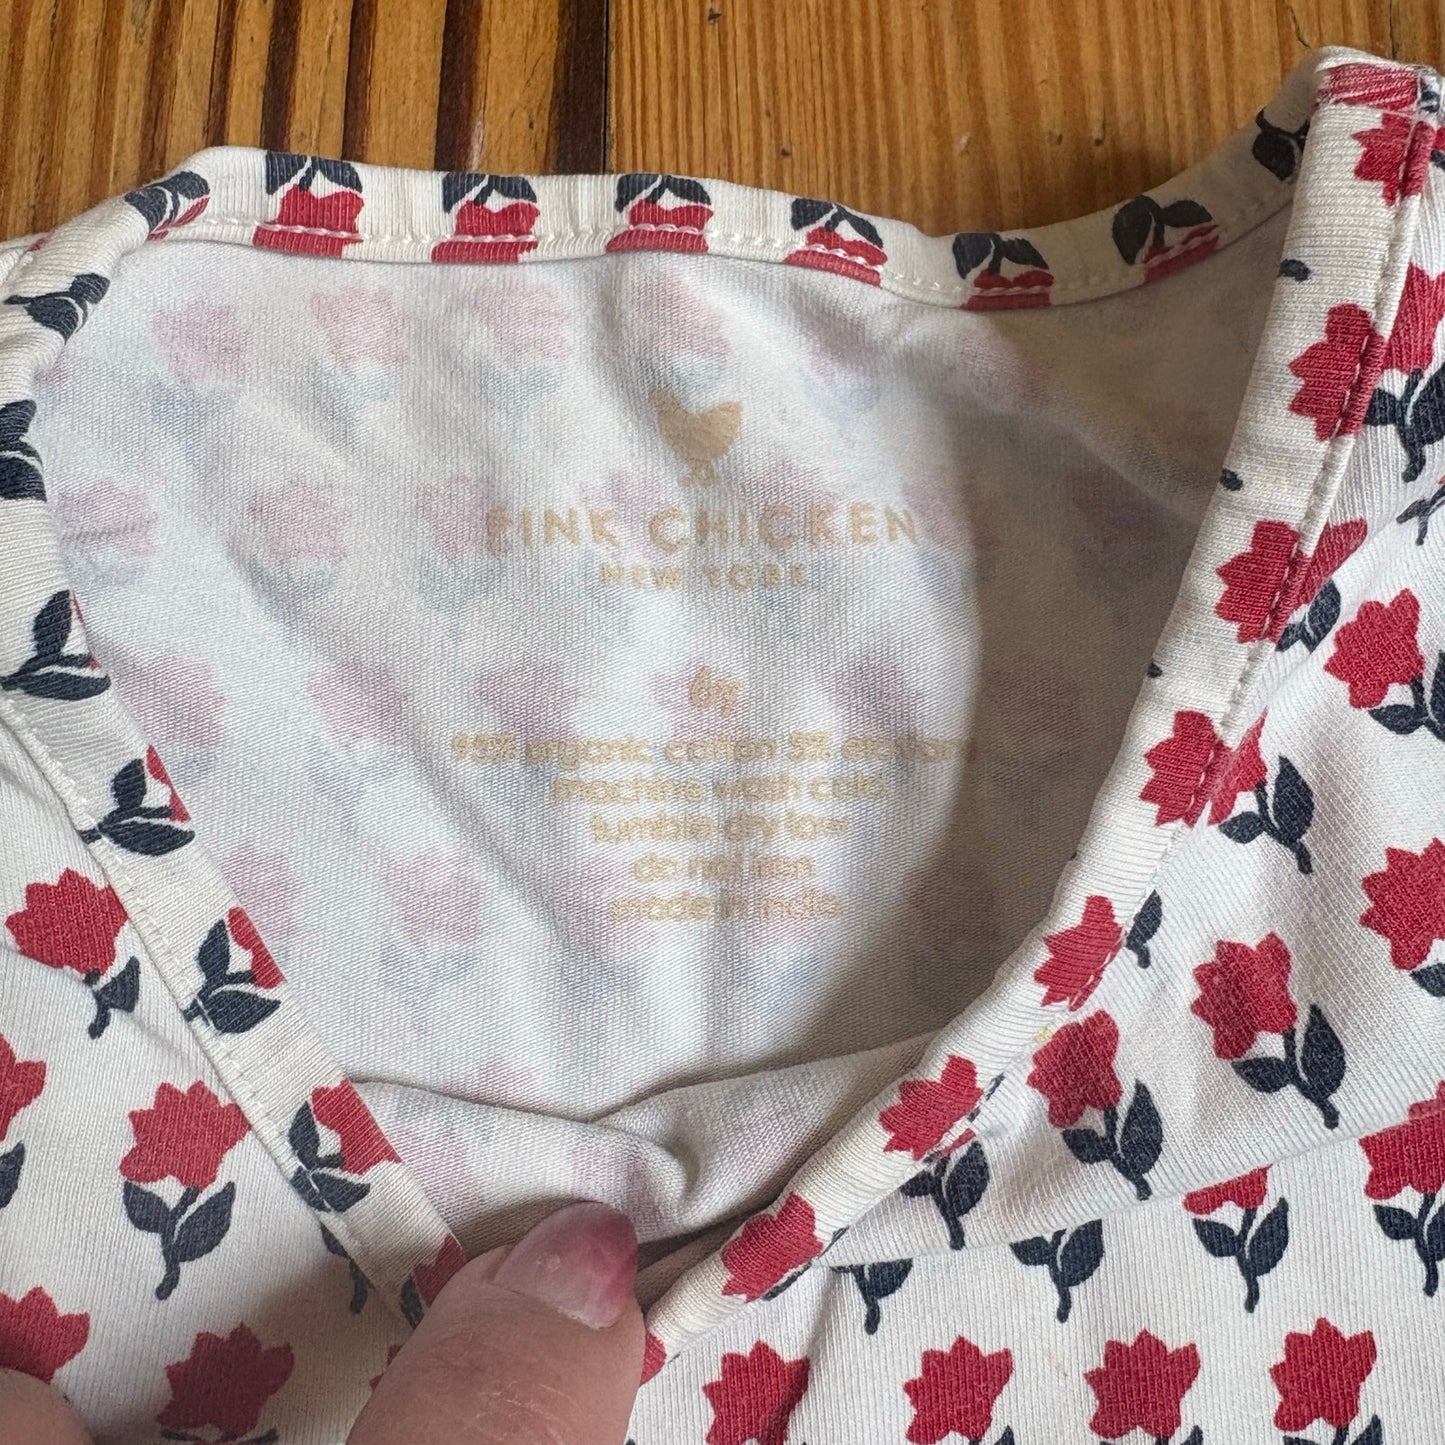 PINK CHICKEN
NEW YORK
6y
95% organic cotton 5% elastane
machine wash cold
tumble dry low
do not iron
made in india